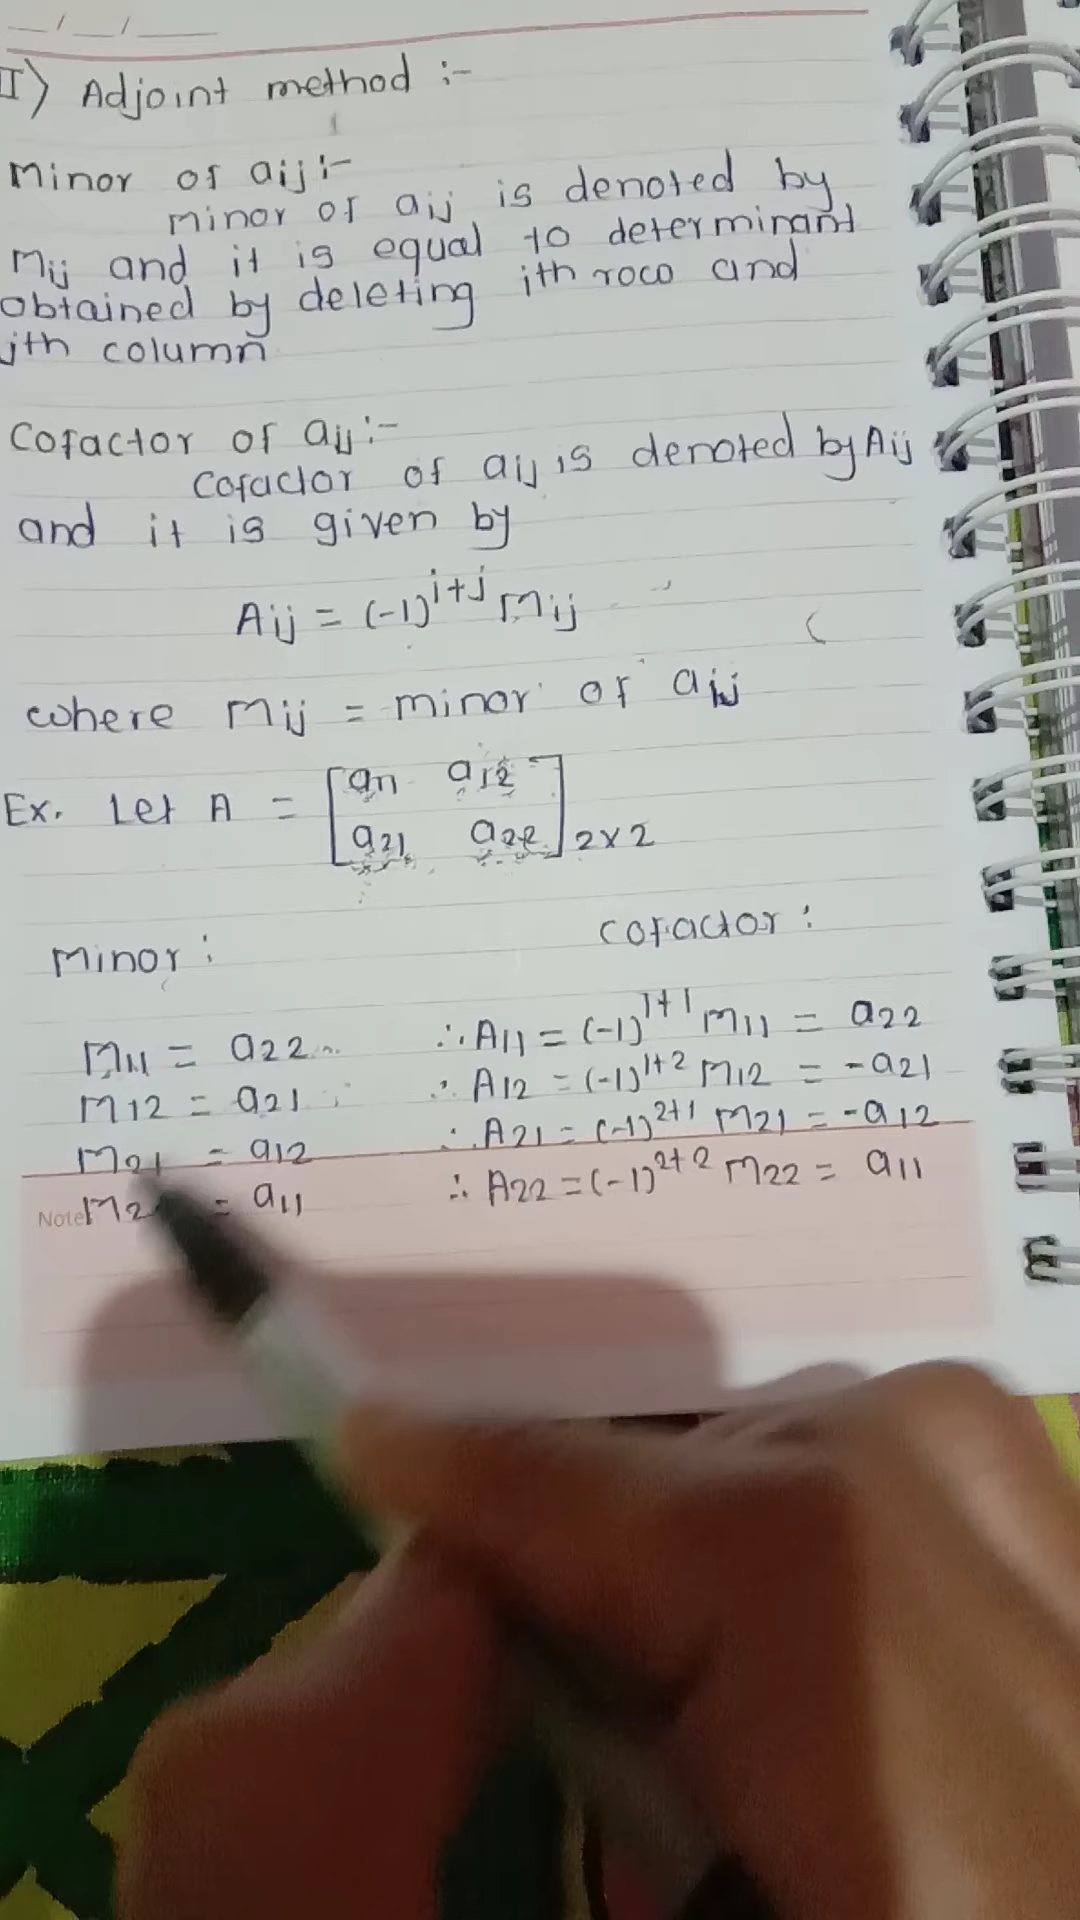 II) Adjoint method :-
Minor of aij :-
minor of aij is denoted by
Mij and it is equal to determinant
obtained by deleting ith row and
jth column
Cofactor of aij :-
Cofactor of aij is denoted by Aij
and it is given by
Aij = (-1)^i+j Mij
where Mij = minor of aij
Ex. Let A = [a11 a12
a21 a22] 2×2
Minor :
M11 = a22
M12 = a21
M21 = a12
= a11
Cofactor :
∴ A11 = (-1)^1+1 M11 = a22
∴ A12 = (-1)^1+2 M12 = -a21
∴ A21 = (-1)^2+1 M21 = -a12
∴ A22 = (-1)^2+2 M22 = a11
Note